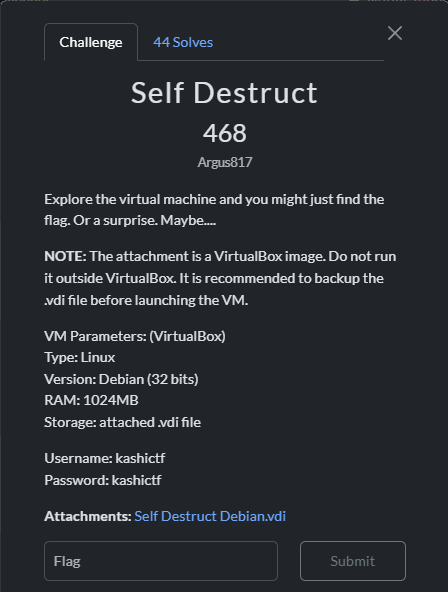 Challenge
44 Solves
Self Destruct
468
Argus817
Explore the virtual machine and you might just find the
flag. Or a surprise. Maybe....
NOTE: The attachment is a VirtualBox image. Do not run
it outside VirtualBox. It is recommended to backup the
.vdi file before launching the VM.
VM Parameters: (VirtualBox)
Type: Linux
Version: Debian (32 bits)
RAM: 1024MB
Storage: attached .vdi file
Username: kashictf
Password: kashictf
Attachments: Self Destruct Debian.vdi
Flag
Submit